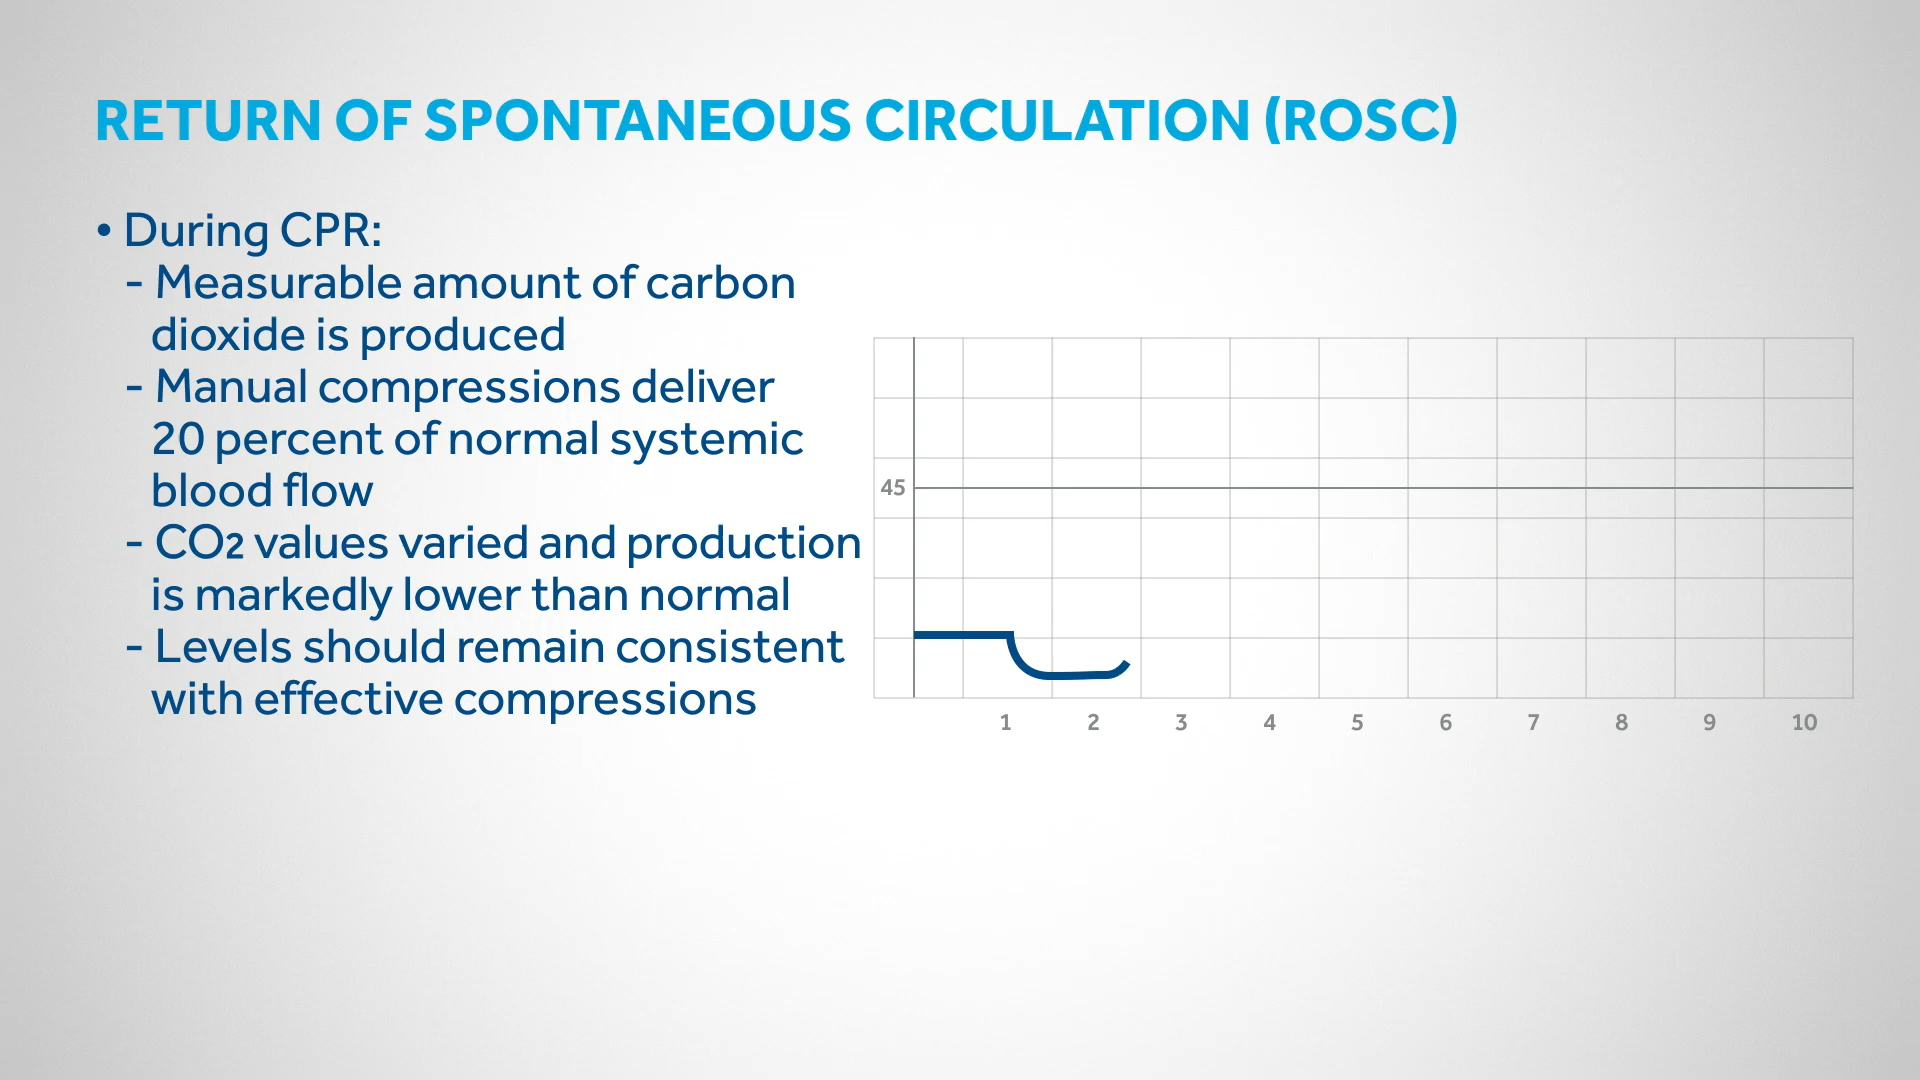 RETURN OF SPONTANEOUS CIRCULATION (ROSC)
• During CPR:
- Measurable amount of carbon
dioxide is produced
- Manual compressions deliver
20 percent of normal systemic
blood flow
- CO2 values varied and production
is markedly lower than normal
- Levels should remain consistent
with effective compressions
45
1 2 3 4 5 6 7 8 9 10